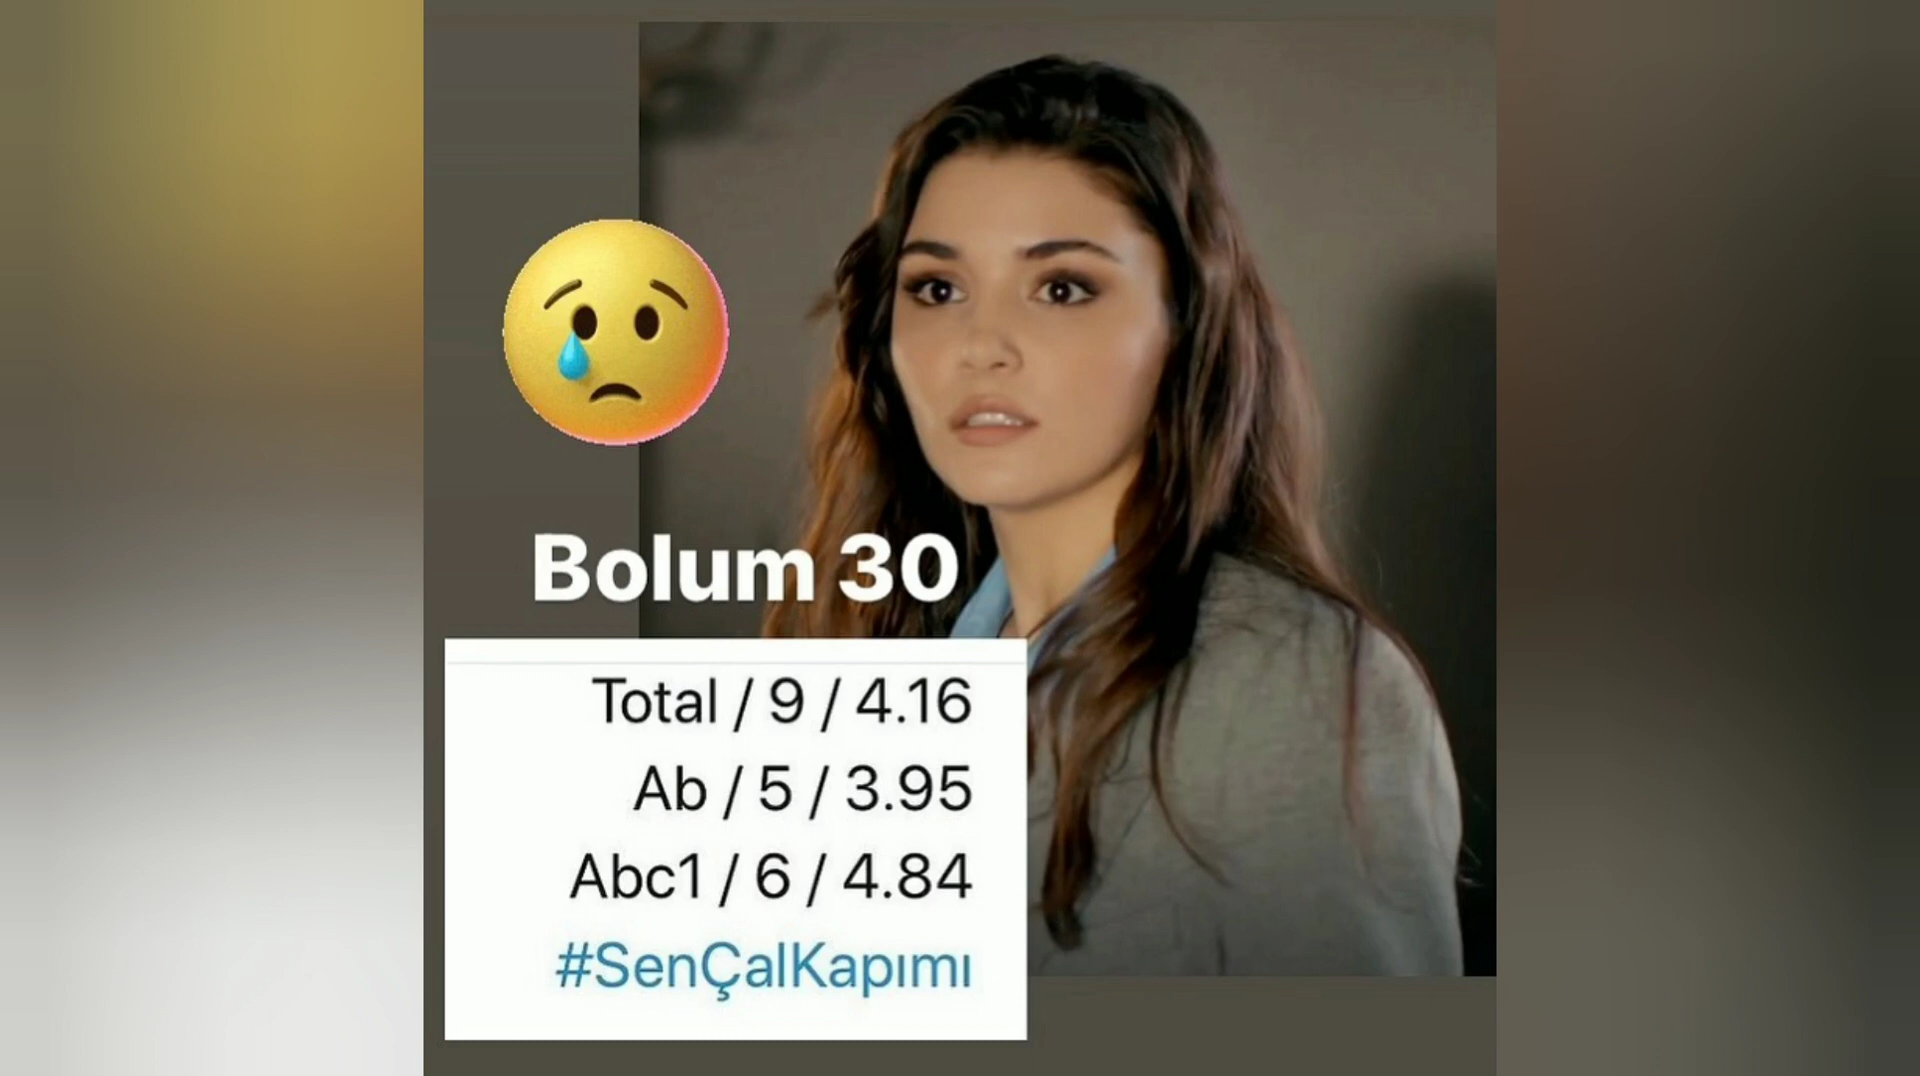 Bolum 30
Total / 9 / 4.16
Ab / 5 / 3.95
Abc1 / 6 / 4.84
#SenÇalKapımı